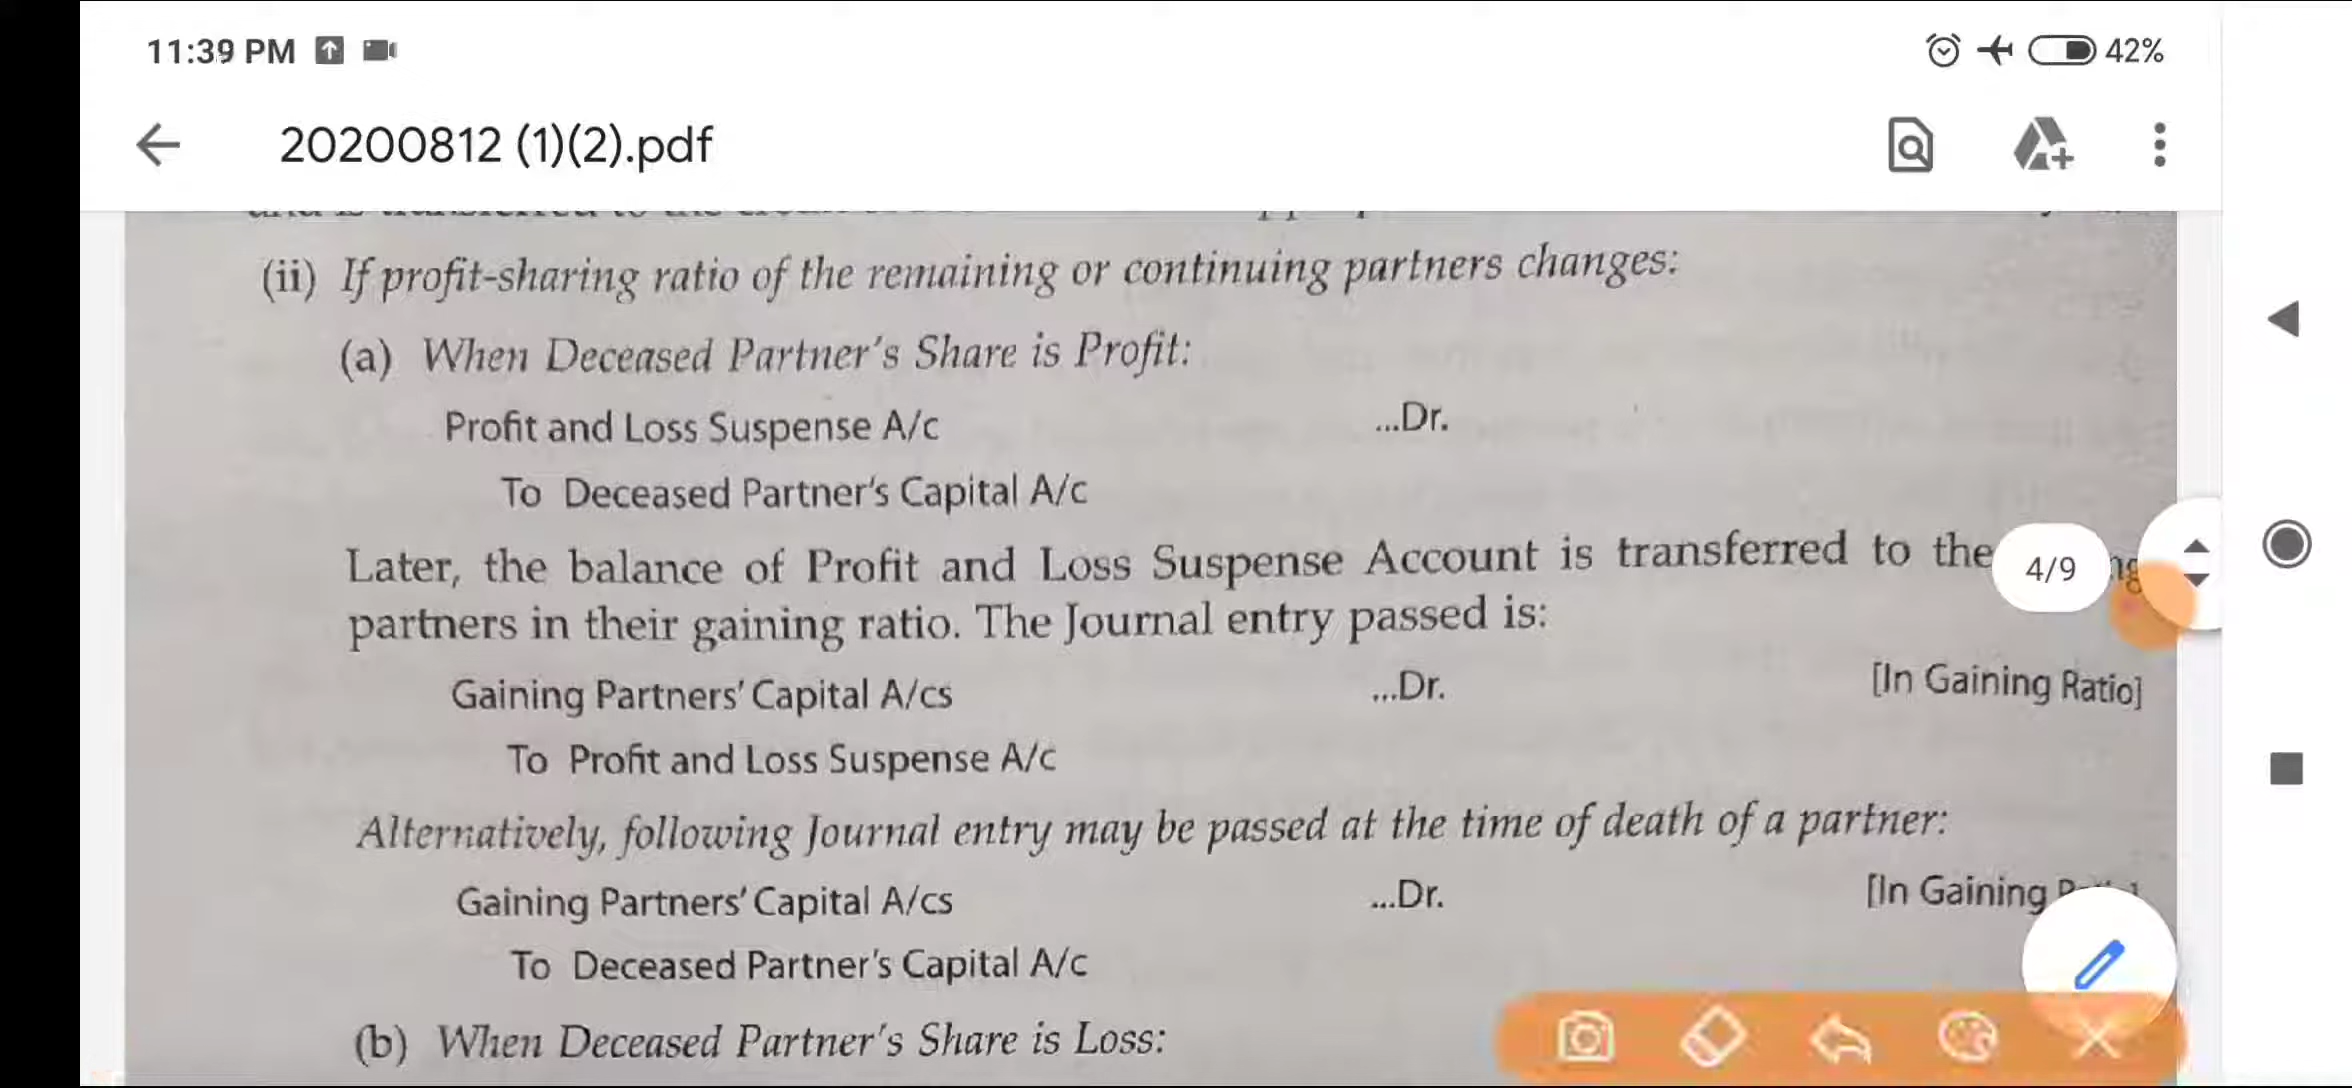 11:39 PM
42%
20200812 (1)(2).pdf
(ii) If profit-sharing ratio of the remaining or continuing partners changes:
(a) When Deceased Partner's Share is Profit:
Profit and Loss Suspense A/c ...Dr.
To Deceased Partner's Capital A/c
Later, the balance of Profit and Loss Suspense Account is transferred to the
4/9
partners in their gaining ratio. The Journal entry passed is:
Gaining Partners' Capital A/cs ...Dr. [In Gaining Ratio]
To Profit and Loss Suspense A/c
Alternatively, following Journal entry may be passed at the time of death of a partner:
Gaining Partners' Capital A/cs ...Dr. [In Gaining
To Deceased Partner's Capital A/c
(b) When Deceased Partner's Share is Loss: